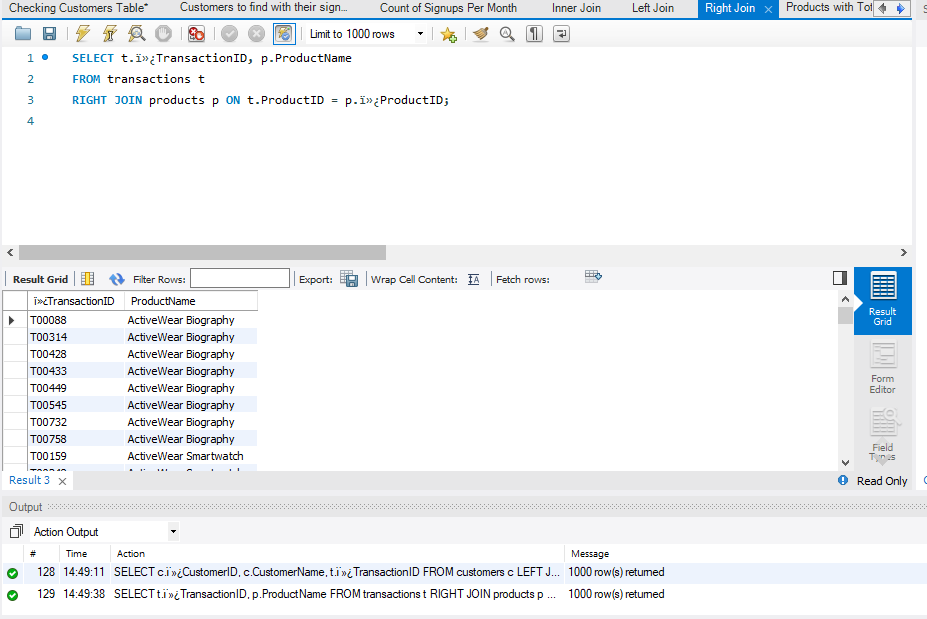 Checking Customers Table* Customers to find with their sign... Count of Signups Per Month Inner Join Left Join Right Join Products with Tot
Limit to 1000 rows
1 SELECT t.ï»¿TransactionID, p.ProductName
2 FROM transactions t
3 RIGHT JOIN products p ON t.ProductID = p.ï»¿ProductID;
4
Result Grid Filter Rows: Export: Wrap Cell Content: Fetch rows:
ï»¿TransactionID ProductName
T00088 ActiveWear Biography
T00314 ActiveWear Biography
T00428 ActiveWear Biography
T00433 ActiveWear Biography
T00449 ActiveWear Biography
T00545 ActiveWear Biography
T00732 ActiveWear Biography
T00758 ActiveWear Biography
T00159 ActiveWear Smartwatch
Result
Grid
Form
Editor
Field
Types
Result 3 Read Only
Output
Action Output
# Time Action Message
128 14:49:11 SELECT c.ï»¿CustomerID, c.CustomerName, t.ï»¿TransactionID FROM customers c LEFT J... 1000 row(s) returned
129 14:49:38 SELECT t.ï»¿TransactionID, p.ProductName FROM transactions t RIGHT JOIN products p ... 1000 row(s) returned